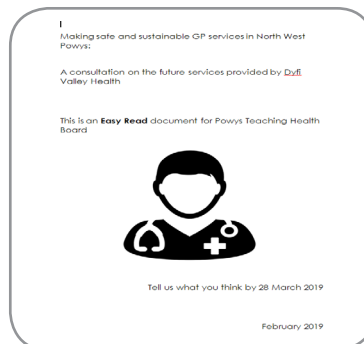 Making safe and sustainable GP services in North West
Powys:
A consultation on the future services provided by Dyfi
Valley Health
This is an Easy Read document for Powys Teaching Health
Board
Tell us what you think by 28 March 2019
February 2019